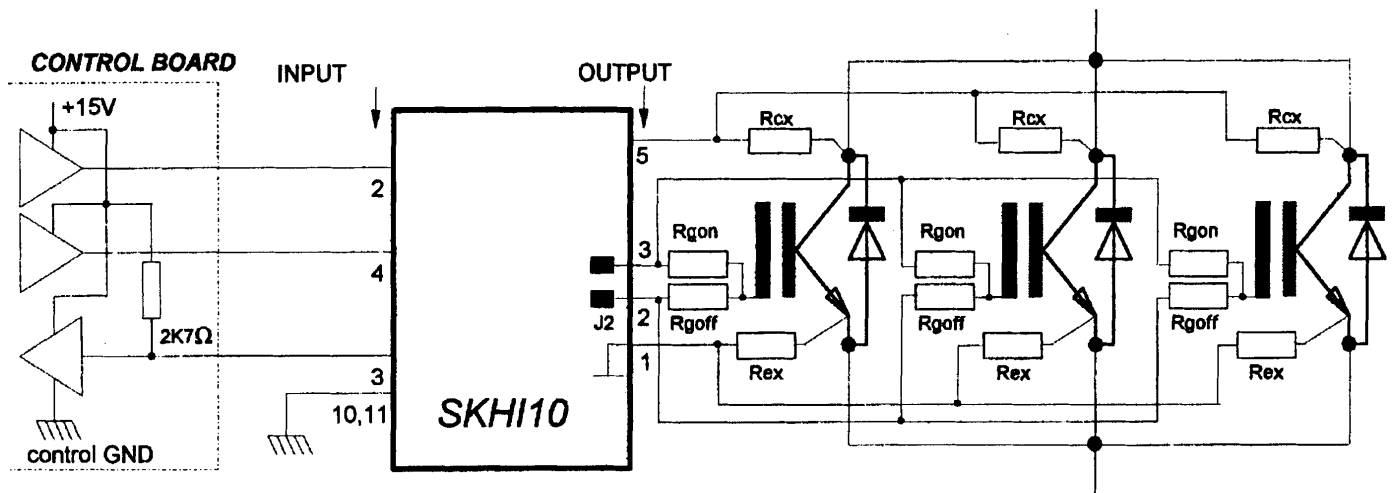 CONTROL BOARD
INPUT
OUTPUT
+15V
Rcx
Rcx
Rcx
2
5
4
3
Rgon
Rgon
Rgon
J2
2
Rgoff
Rgoff
Rgoff
2K7Ω
3
1
Rex
Rex
Rex
10,11
SKHI10
control GND